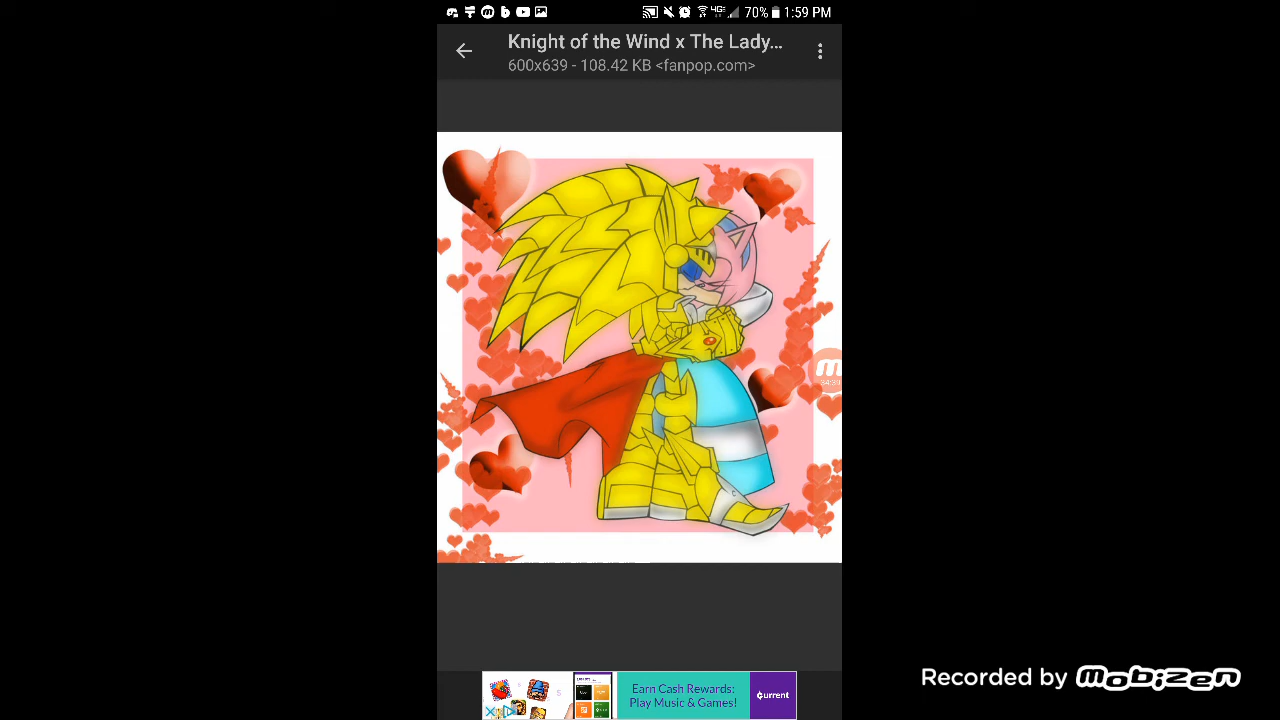 4G 70% 1:59 PM
Knight of the Wind x The Lady...
600x639 - 108.42 KB <fanpop.com>
Earn Cash Rewards:
Play Music & Games!
current
Recorded by mobizen